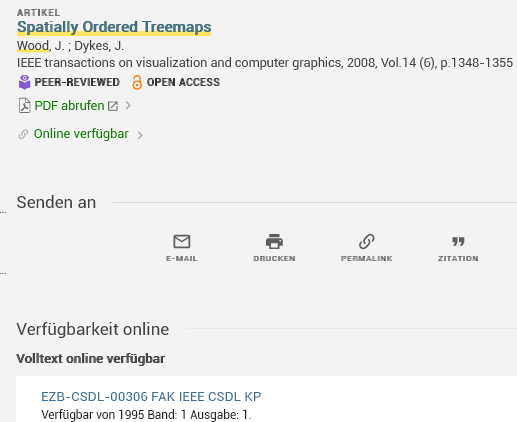 ARTIKEL
Spatially Ordered Treemaps
Wood, J. ; Dykes, J.
IEEE transactions on visualization and computer graphics, 2008, Vol.14 (6), p.1348-1355
PEER-REVIEWED OPEN ACCESS
PDF abrufen
Online verfügbar
Senden an
E-MAIL DRUCKEN PERMALINK ZITATION
Verfügbarkeit online
Volltext online verfügbar
EZB-CSDL-00306 FAK IEEE CSDL KP
Verfügbar von 1995 Band: 1 Ausgabe: 1.